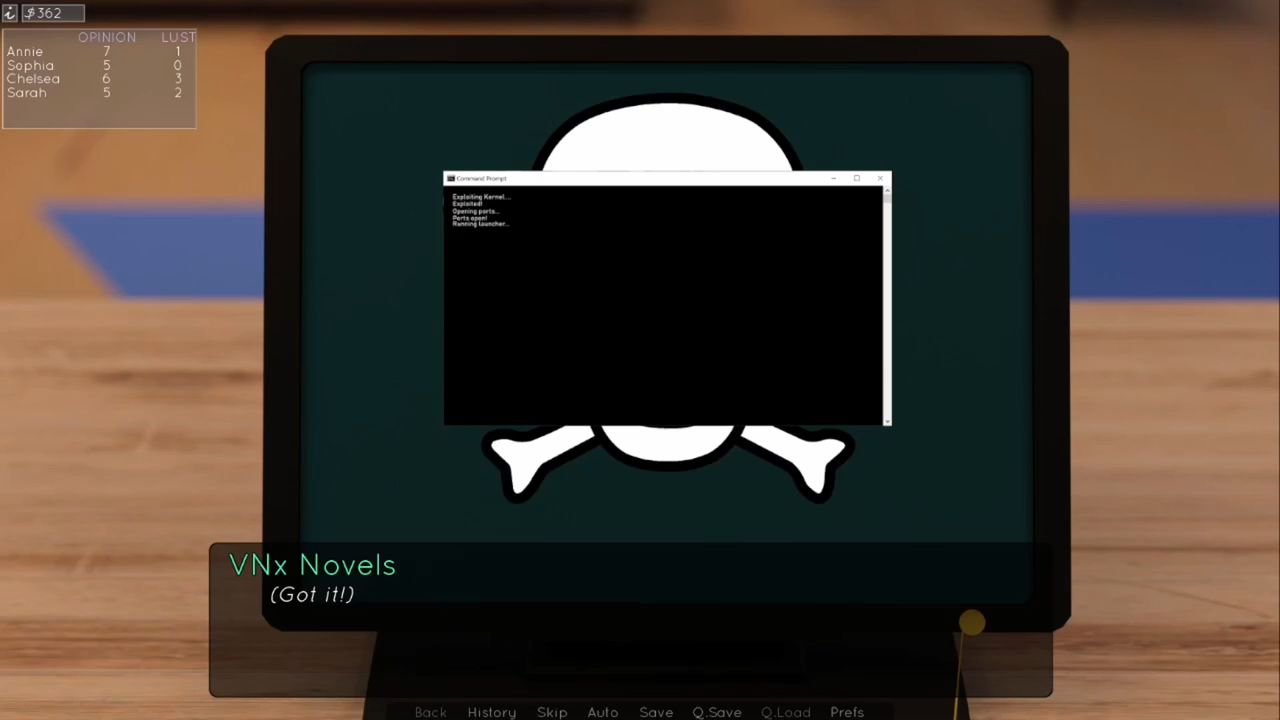 i $362
OPINION LUST
Annie 7 1
Sophia 5 0
Chelsea 6 3
Sarah 5 2
Command Prompt
Exploiting Kernel...
Exploited!
Opening ports...
Ports open!
Running launcher...
VNx Novels
(Got it!)
Back History Skip Auto Save Q.Save Q.Load Prefs